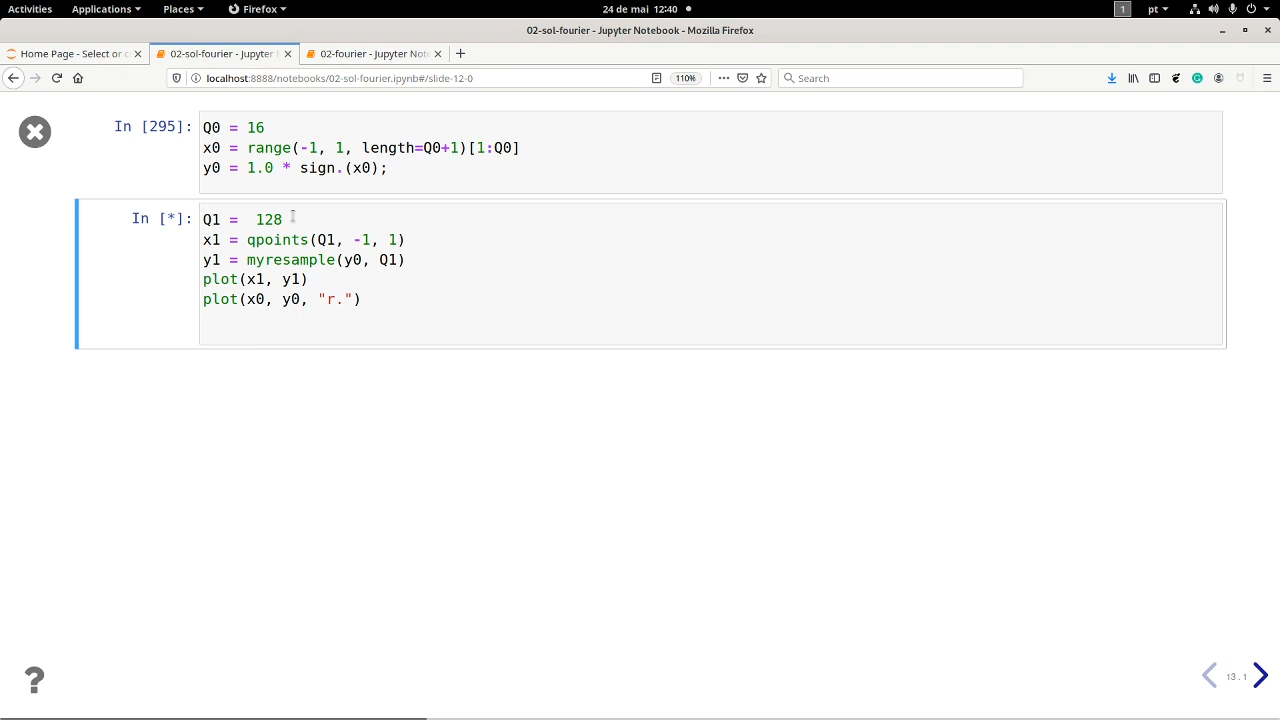 Activities Applications Places Firefox 24 de mai 12:40 1 pt
02-sol-fourier - Jupyter Notebook - Mozilla Firefox
Home Page - Select or c 02-sol-fourier - Jupyter 02-fourier - Jupyter Not
localhost:8888/notebooks/02-sol-fourier.ipynb#/slide-12-0 110% Search
In [295]: Q0 = 16
x0 = range(-1, 1, length=Q0+1)[1:Q0]
y0 = 1.0 * sign.(x0);
In [*]: Q1 =  128
x1 = qpoints(Q1, -1, 1)
y1 = myresample(y0, Q1)
plot(x1, y1)
plot(x0, y0, "r.")
? 13.1